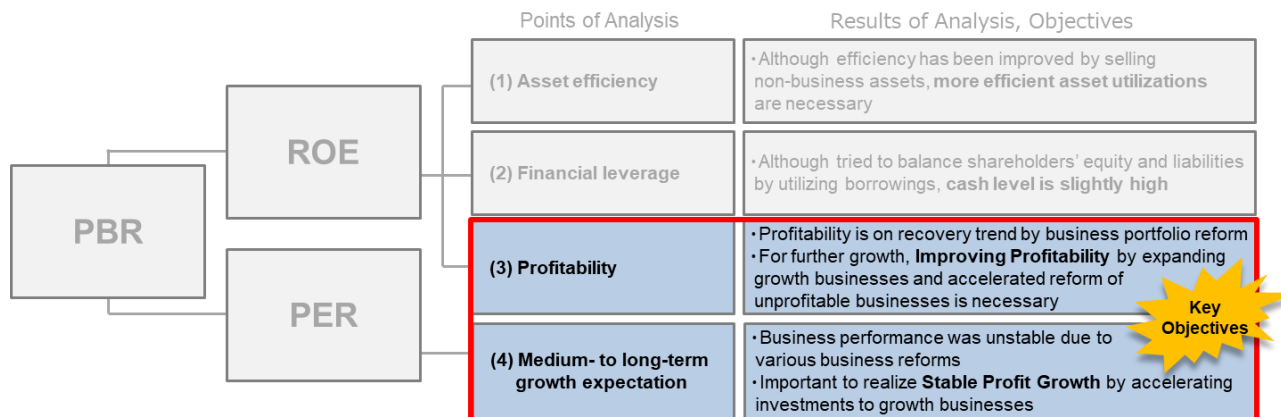 Points of Analysis
Results of Analysis, Objectives
PBR
ROE
PER
(1) Asset efficiency
・Although efficiency has been improved by selling
non-business assets, more efficient asset utilizations
are necessary
(2) Financial leverage
・Although tried to balance shareholders' equity and liabilities
by utilizing borrowings, cash level is slightly high
(3) Profitability
・Profitability is on recovery trend by business portfolio reform
・For further growth, Improving Profitability by expanding
growth businesses and accelerated reform of
unprofitable businesses is necessary
Key
Objectives
(4) Medium- to long-term
growth expectation
・Business performance was unstable due to
various business reforms
・Important to realize Stable Profit Growth by accelerating
investments to growth businesses